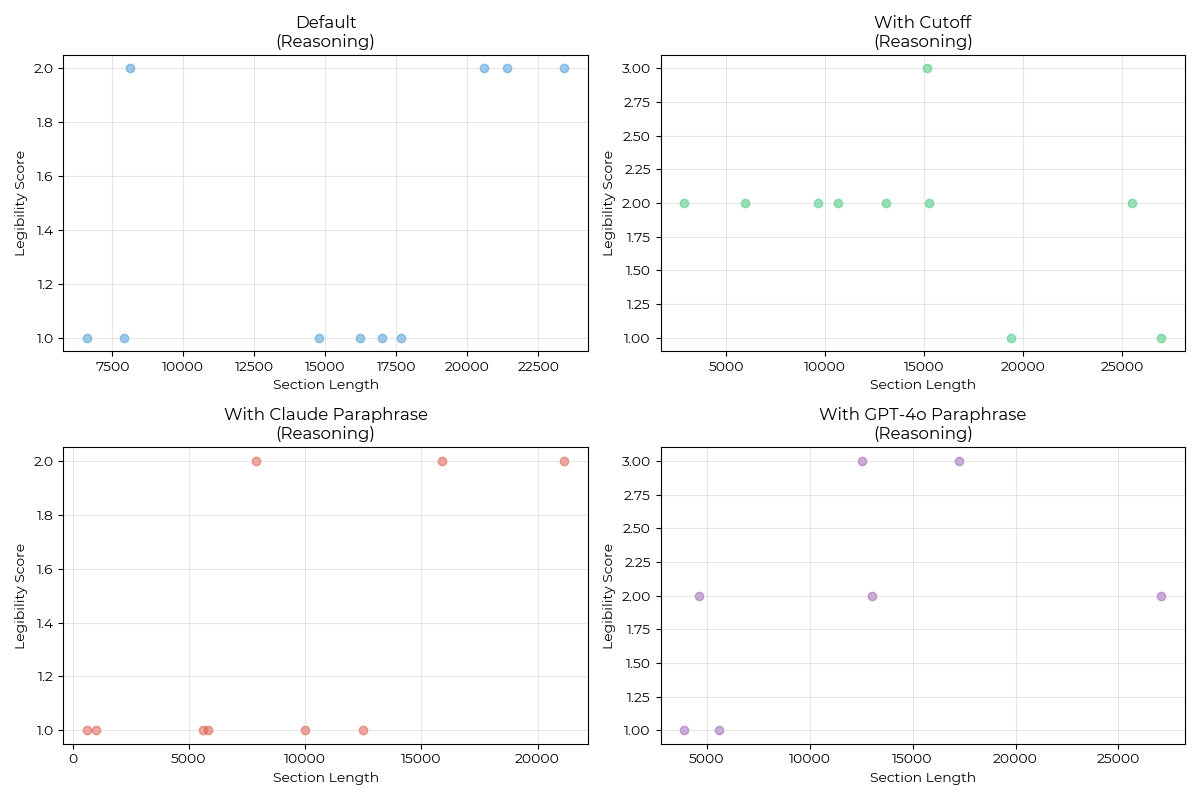 Default
(Reasoning)
2.0
1.8
1.6
1.4
1.2
1.0
Legibility Score
7500 10000 12500 15000 17500 20000 22500
Section Length
With Cutoff
(Reasoning)
3.00
2.75
2.50
2.25
2.00
1.75
1.50
1.25
1.00
Legibility Score
5000 10000 15000 20000 25000
Section Length
With Claude Paraphrase
(Reasoning)
2.0
1.8
1.6
1.4
1.2
1.0
Legibility Score
0 5000 10000 15000 20000
Section Length
With GPT-4o Paraphrase
(Reasoning)
3.00
2.75
2.50
2.25
2.00
1.75
1.50
1.25
1.00
Legibility Score
5000 10000 15000 20000 25000
Section Length